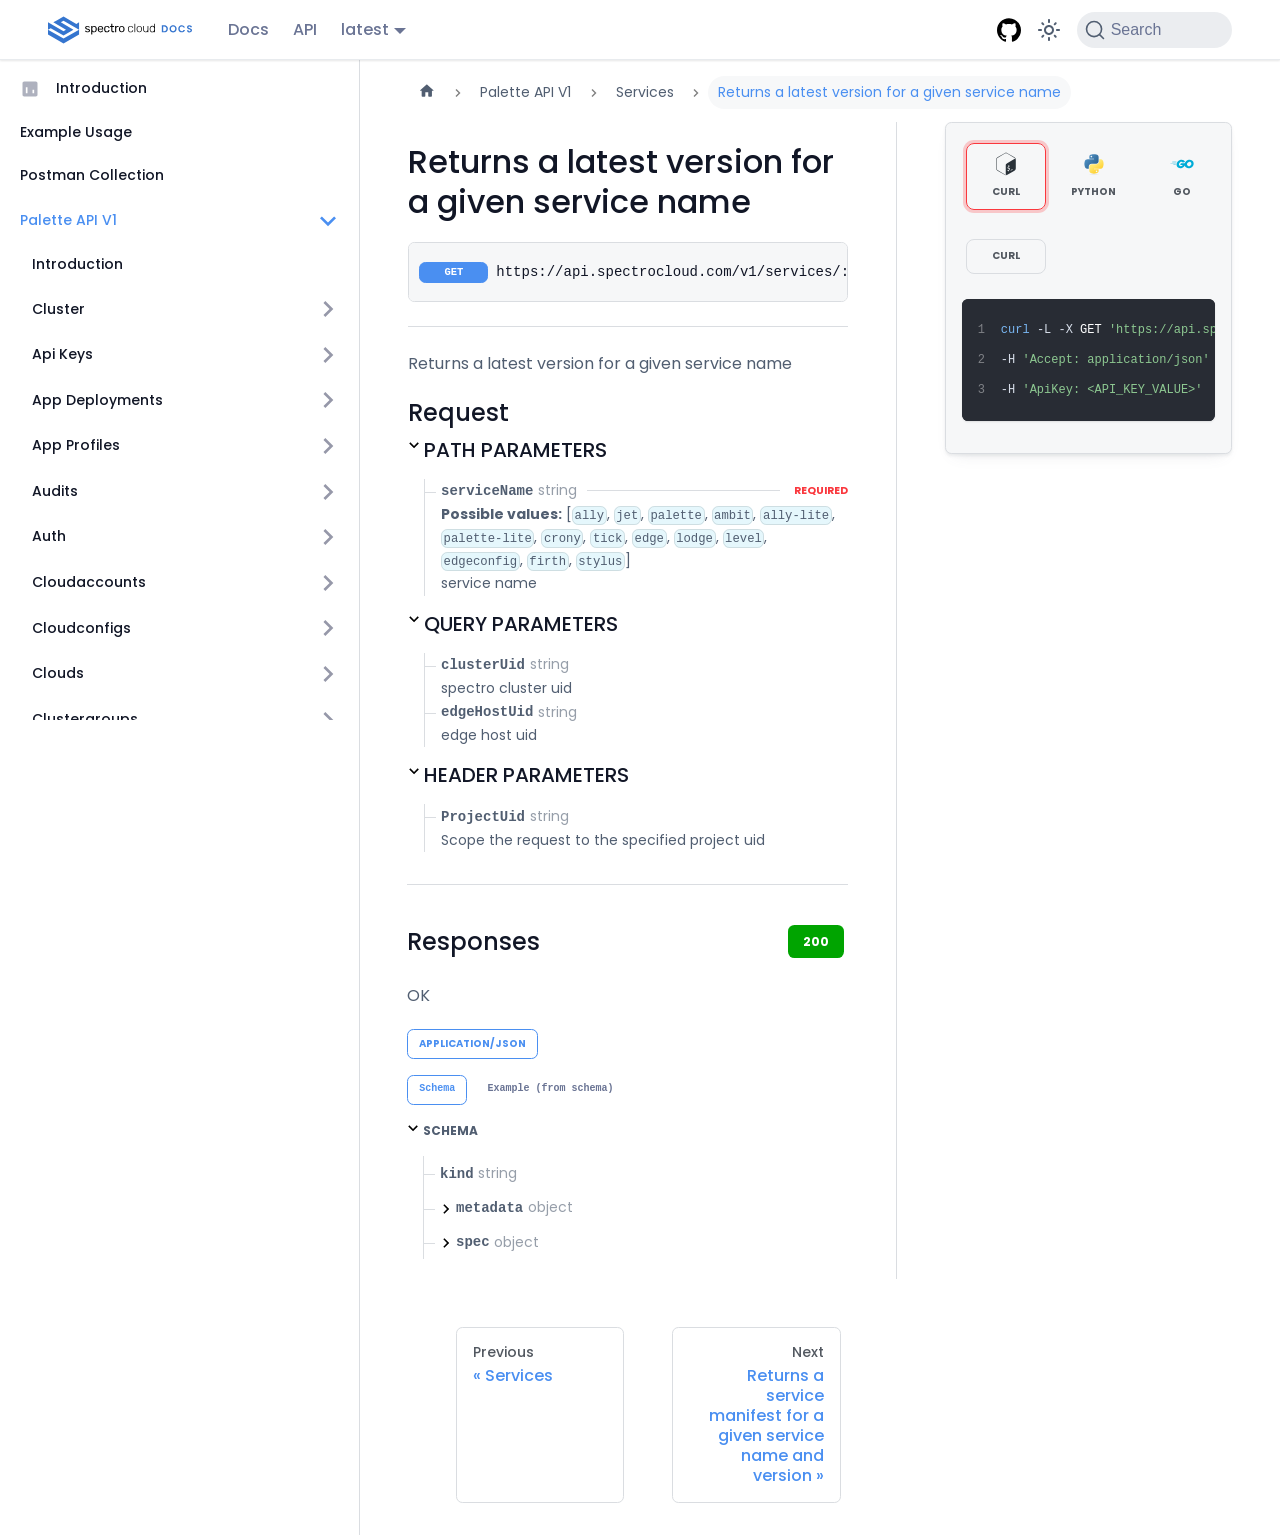 spectro cloud DOCS Docs API latest Search
Introduction
Example Usage
Postman Collection
Palette API V1
Introduction
Cluster
Api Keys
App Deployments
App Profiles
Audits
Auth
Cloudaccounts
Cloudconfigs
Clouds
Clustergroups
Palette API V1 Services Returns a latest version for a given service name
Returns a latest version for
a given service name
GET https://api.spectrocloud.com/v1/services/:
Returns a latest version for a given service name
Request
PATH PARAMETERS
serviceName string REQUIRED
Possible values: [ally, jet, palette, ambit, ally-lite,
palette-lite, crony, tick, edge, lodge, level,
edgeconfig, firth, stylus]
service name
QUERY PARAMETERS
clusterUid string
spectro cluster uid
edgeHostUid string
edge host uid
HEADER PARAMETERS
ProjectUid string
Scope the request to the specified project uid
Responses 200
OK
APPLICATION/JSON
Schema Example (from schema)
SCHEMA
kind string
metadata object
spec object
CURL PYTHON GO
CURL
1 curl -L -X GET 'https://api.sp
2 -H 'Accept: application/json'
3 -H 'ApiKey: <API_KEY_VALUE>'
Previous
« Services
Next
Returns a
service
manifest for a
given service
name and
version »